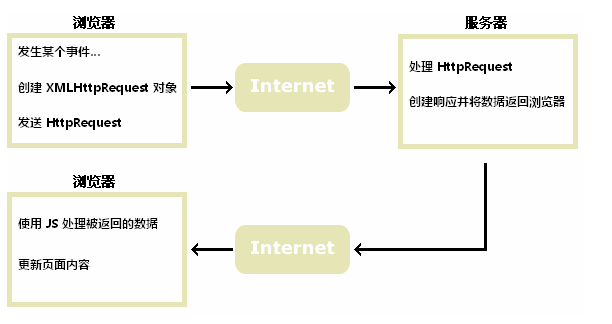 浏览器
发生某个事件...
创建 XMLHttpRequest 对象
发送 HttpRequest
Internet
服务器
处理 HttpRequest
创建响应并将数据返回浏览器
浏览器
使用 JS 处理被返回的数据
更新页面内容
Internet